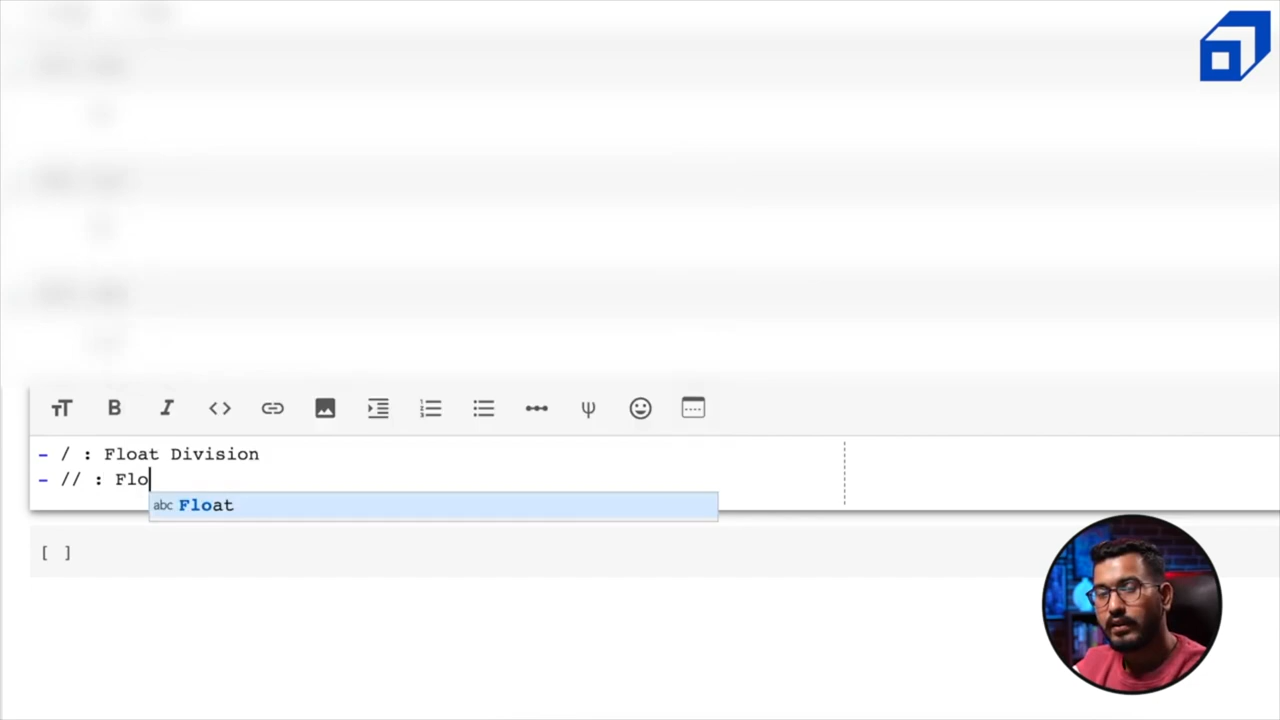 - / : Float Division
- // : Flo
abc Float
[ ]